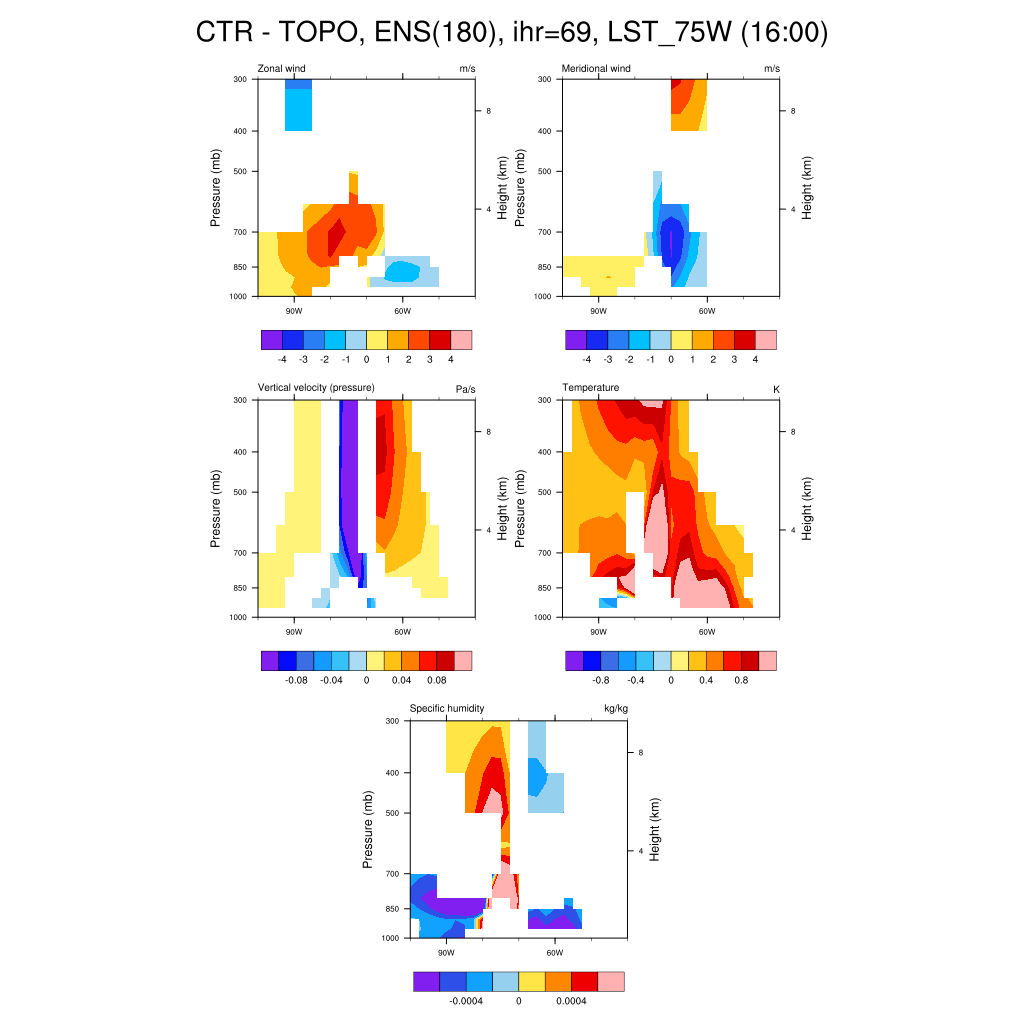 CTR - TOPO, ENS(180), ihr=69, LST_75W (16:00)
Zonal wind m/s
Pressure (mb)
300
400
500
700
850
1000
8
4
Height (km)
90W 60W
-4 -3 -2 -1 0 1 2 3 4
Meridional wind m/s
Pressure (mb)
300
400
500
700
850
1000
8
4
Height (km)
90W 60W
-4 -3 -2 -1 0 1 2 3 4
Vertical velocity (pressure) Pa/s
Pressure (mb)
300
400
500
700
850
1000
8
4
Height (km)
90W 60W
-0.08 -0.04 0 0.04 0.08
Temperature K
Pressure (mb)
300
400
500
700
850
1000
8
4
Height (km)
90W 60W
-0.8 -0.4 0 0.4 0.8
Specific humidity kg/kg
Pressure (mb)
300
400
500
700
850
1000
8
4
Height (km)
90W 60W
-0.0004 0 0.0004